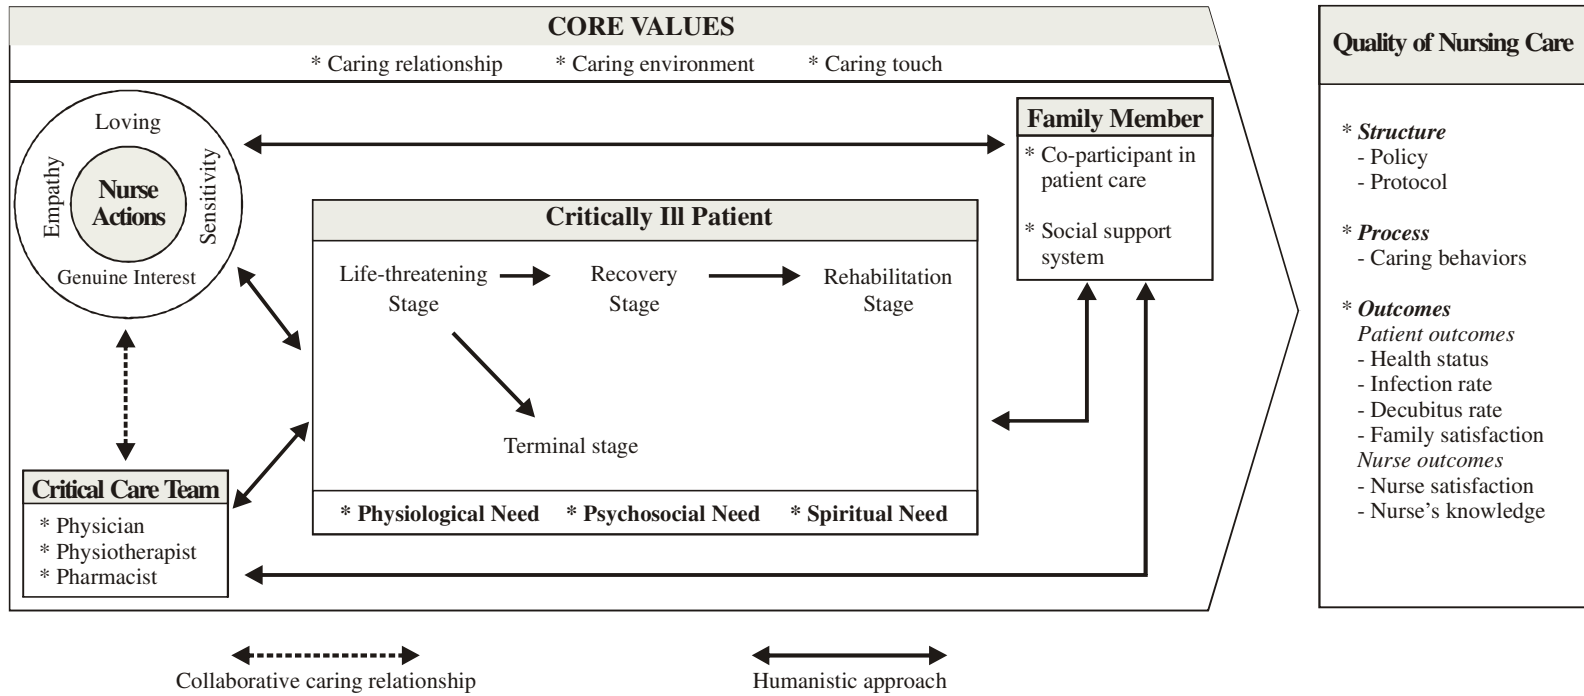 CORE VALUES
* Caring relationship
* Caring environment
* Caring touch
Loving
Empathy
Sensitivity
Genuine Interest
Nurse
Actions
Family Member
* Co-participant in
patient care
* Social support
system
Critically Ill Patient
Life-threatening
Stage
Recovery
Stage
Rehabilitation
Stage
Terminal stage
* Physiological Need
* Psychosocial Need
* Spiritual Need
Critical Care Team
* Physician
* Physiotherapist
* Pharmacist
Quality of Nursing Care
* Structure
- Policy
- Protocol
* Process
- Caring behaviors
* Outcomes
Patient outcomes
- Health status
- Infection rate
- Decubitus rate
- Family satisfaction
Nurse outcomes
- Nurse satisfaction
- Nurse’s knowledge
Collaborative caring relationship
Humanistic approach